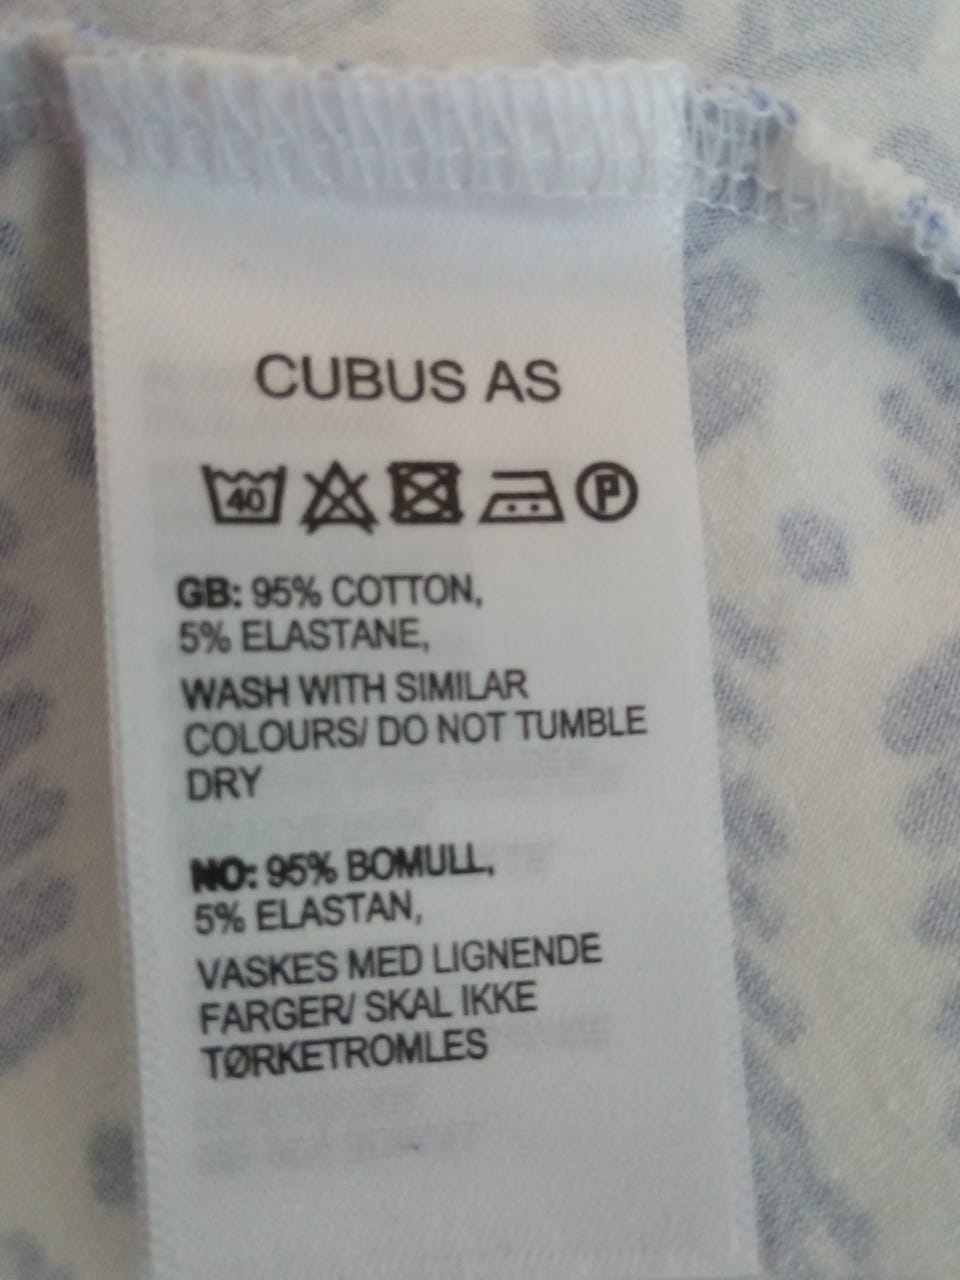 CUBUS AS
40 P
GB: 95% COTTON,
5% ELASTANE,
WASH WITH SIMILAR
COLOURS/ DO NOT TUMBLE
DRY
NO: 95% BOMULL,
5% ELASTAN,
VASKES MED LIGNENDE
FARGER/ SKAL IKKE
TØRKETROMLES